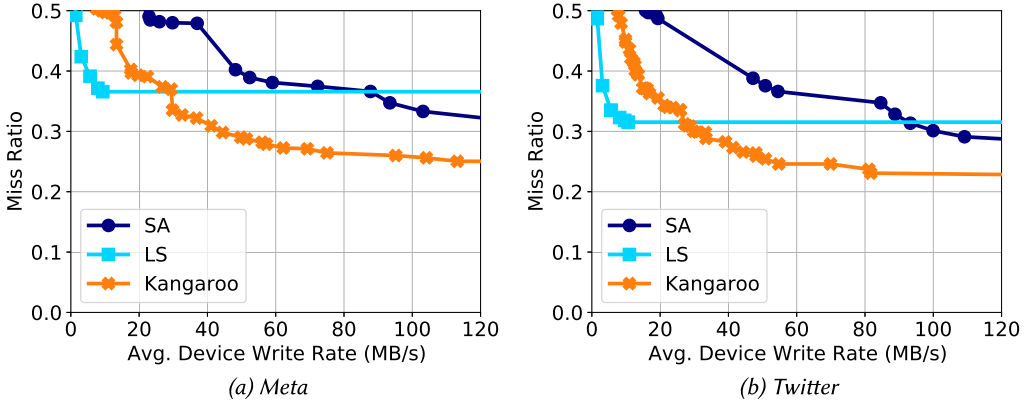 Miss Ratio
0.5
0.4
0.3
0.2
0.1
0.0
SA
LS
Kangaroo
0 20 40 60 80 100 120
Avg. Device Write Rate (MB/s)
(a) Meta
Miss Ratio
0.5
0.4
0.3
0.2
0.1
0.0
SA
LS
Kangaroo
0 20 40 60 80 100 120
Avg. Device Write Rate (MB/s)
(b) Twitter